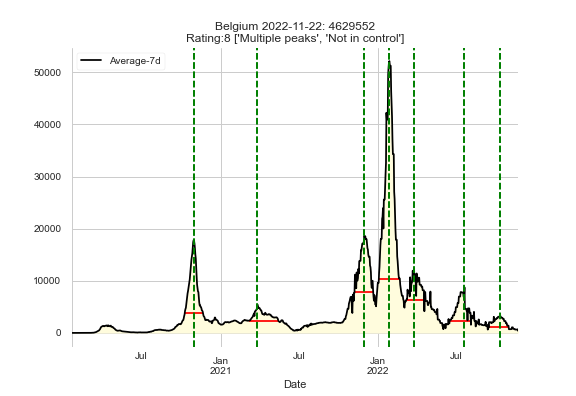 Belgium 2022-11-22: 4629552
Rating:8 ['Multiple peaks', 'Not in control']
Average-7d
50000
40000
30000
20000
10000
0
Jul
Jan
2021
Jul
Jan
2022
Jul
Date